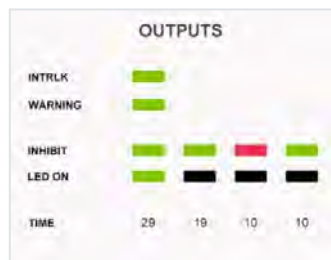 OUTPUTS
INTRLK
WARNING
INHIBIT
LED ON
TIME 29 19 10 10